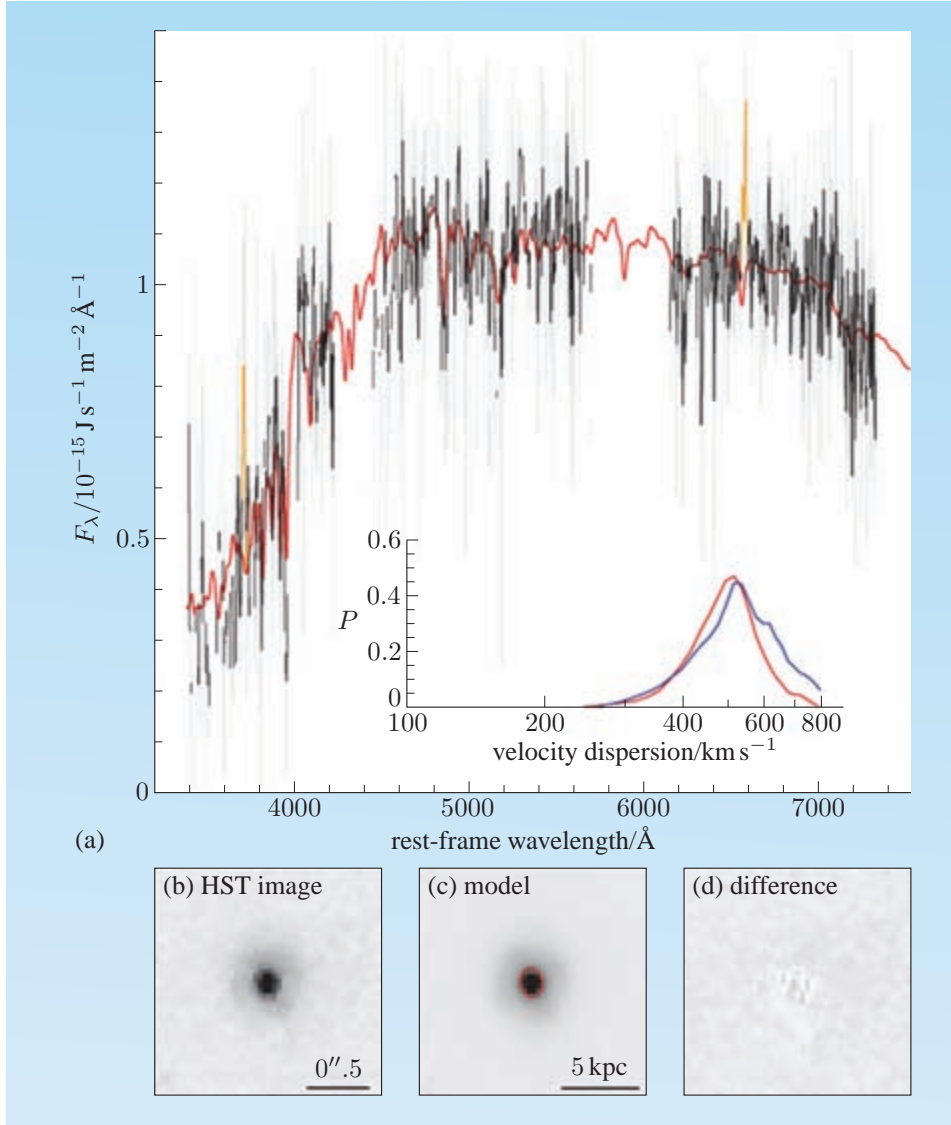 1
0.5
0
F_λ/10⁻¹⁵ J s⁻¹ m⁻² Å⁻¹
0.6
0.4
0.2
0
P
100 200 400 600 800
velocity dispersion/km s⁻¹
4000 5000 6000 7000
rest-frame wavelength/Å
(a)
(b) HST image
0″.5
(c) model
5 kpc
(d) difference